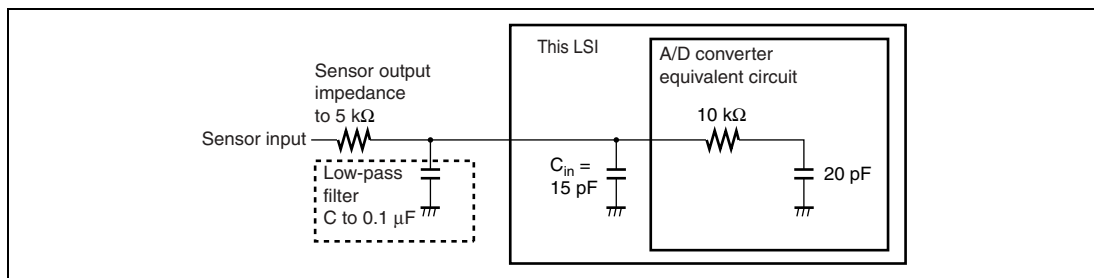 This LSI
A/D converter
equivalent circuit
Sensor output
impedance
to 5 kΩ
10 kΩ
Sensor input
Low-pass
filter
C to 0.1 μF
Cin =
15 pF
20 pF